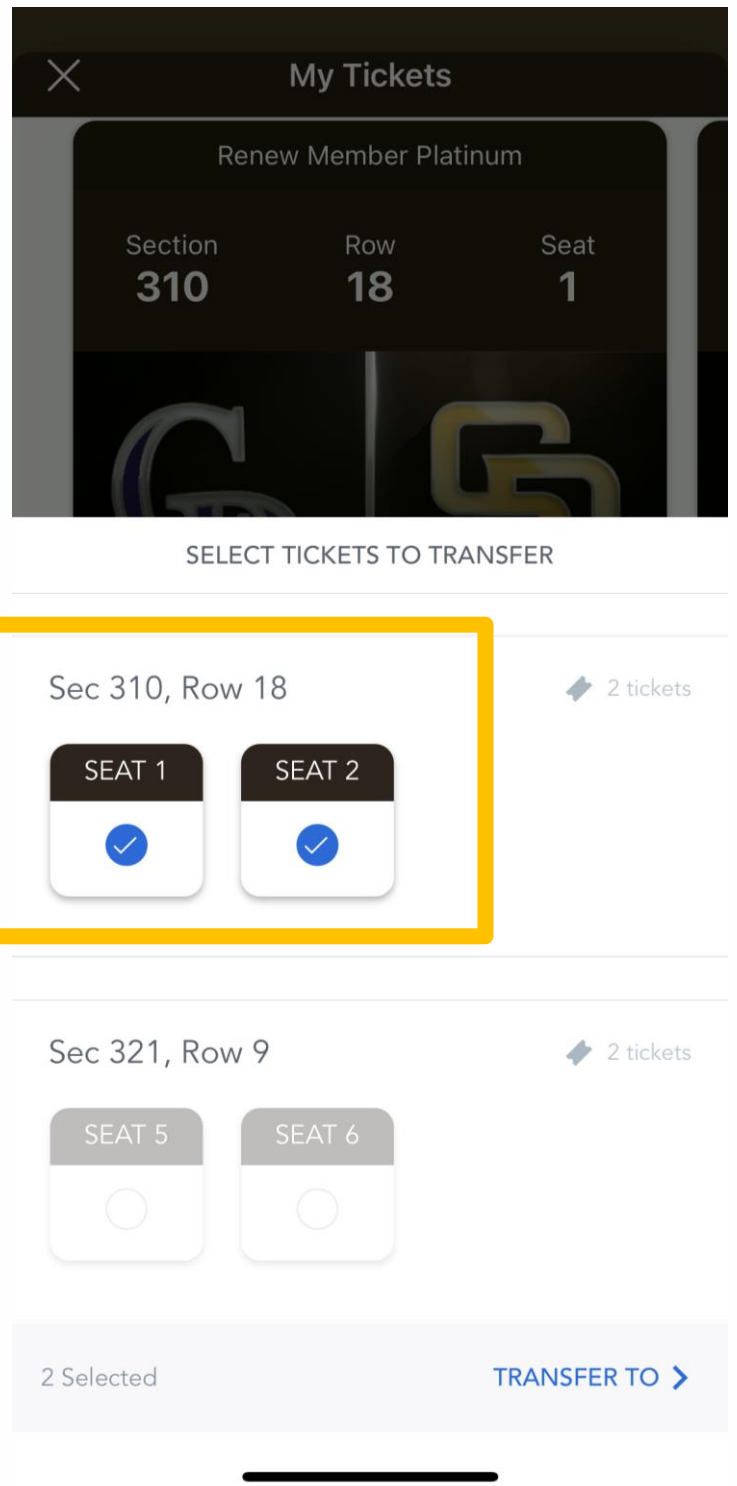 My Tickets
Renew Member Platinum
Section Row Seat
310 18 1
SELECT TICKETS TO TRANSFER
Sec 310, Row 18 2 tickets
SEAT 1 SEAT 2
Sec 321, Row 9 2 tickets
SEAT 5 SEAT 6
2 Selected TRANSFER TO